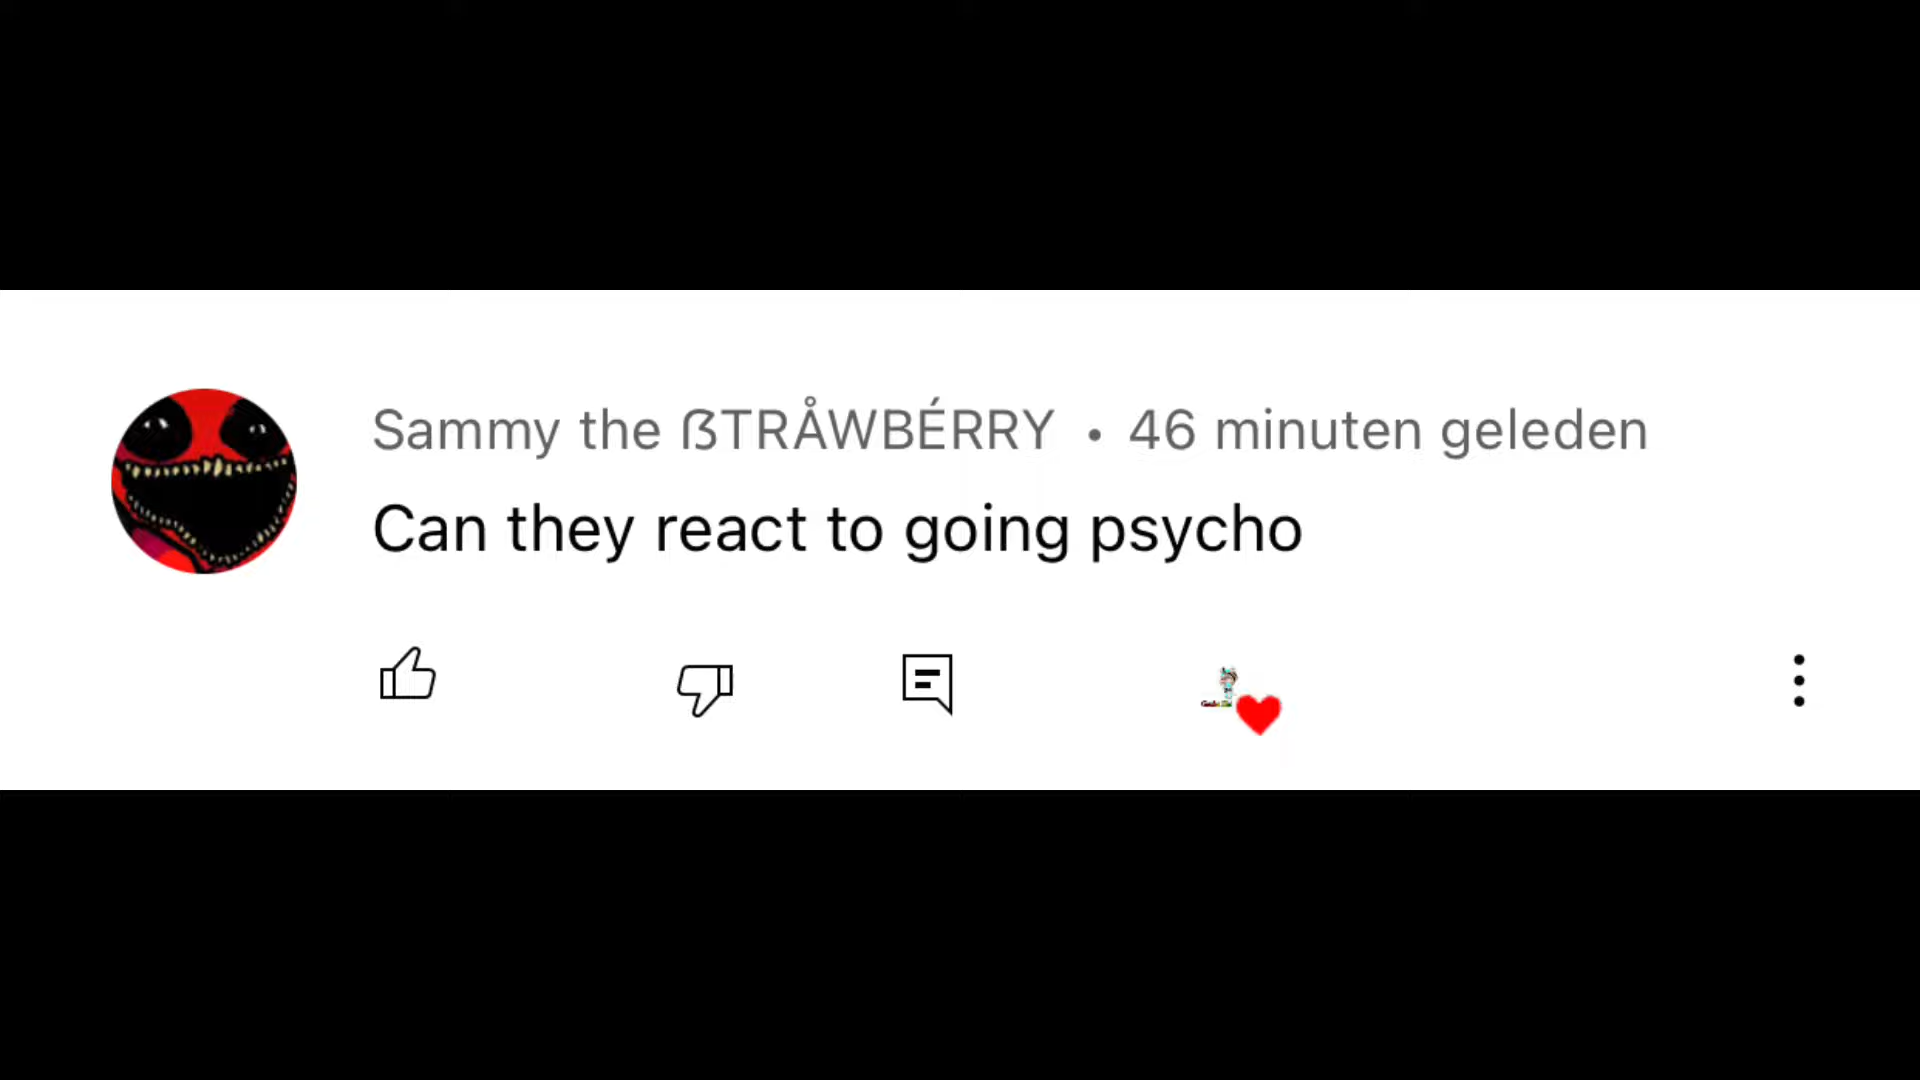 Sammy the ẞTRÅWBÉRRY • 46 minuten geleden
Can they react to going psycho